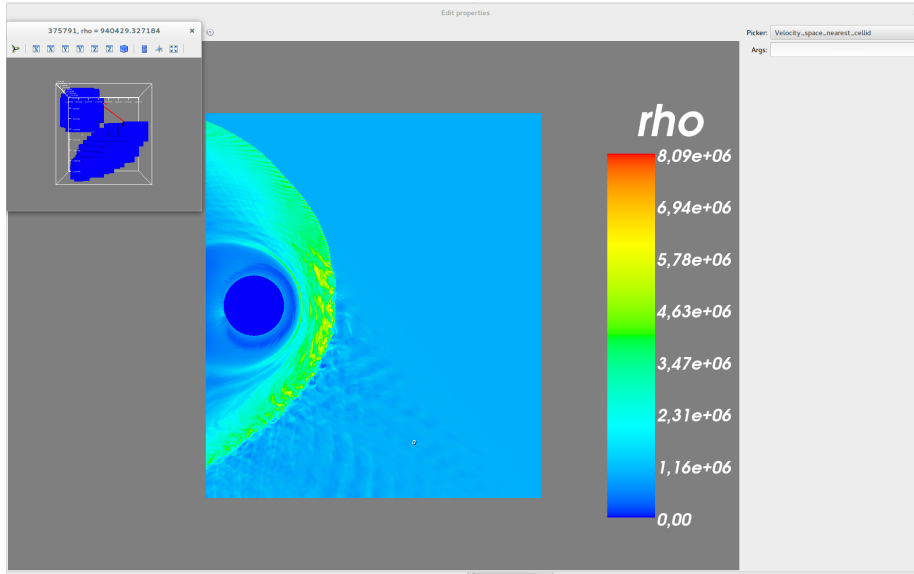 Edit properties
375791, rho = 940429.327184
Picker: Velocity_space_nearest_cellid
Args:
rho
8,09e+06
6,94e+06
5,78e+06
4,63e+06
3,47e+06
2,31e+06
1,16e+06
0,00
0